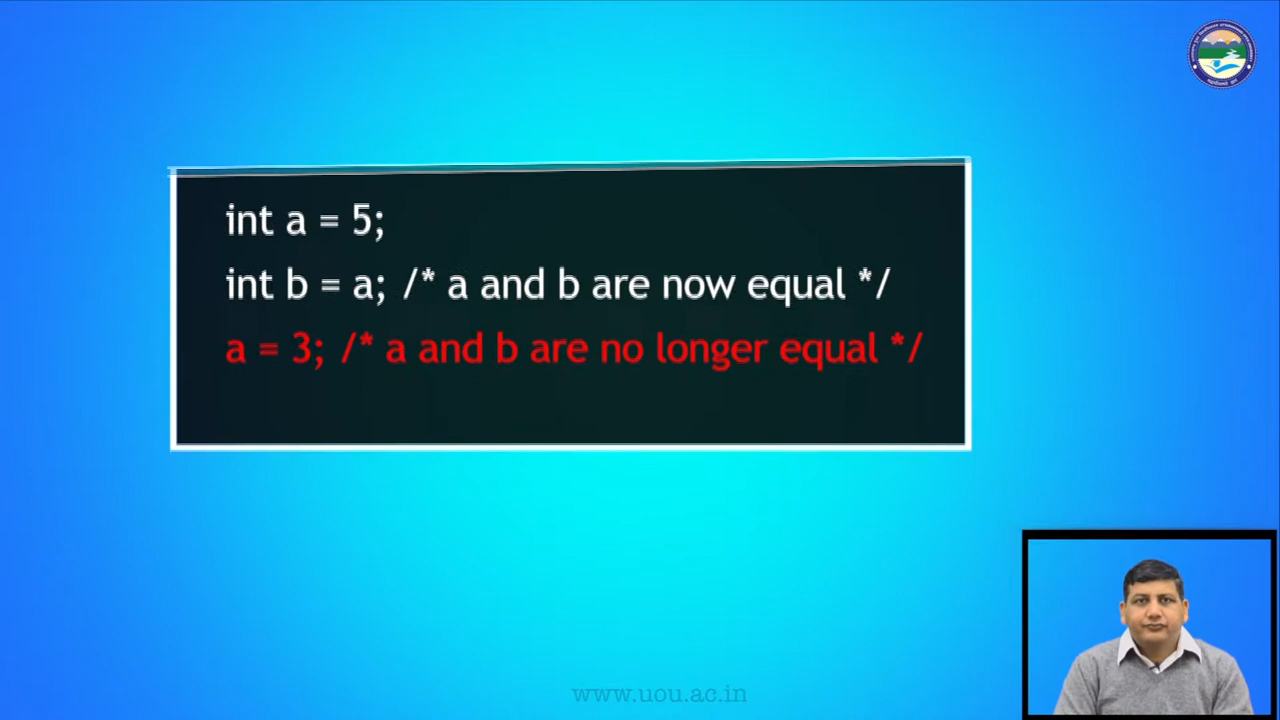 int a = 5;
int b = a; /* a and b are now equal */
a = 3; /* a and b are no longer equal */
www.uou.ac.in